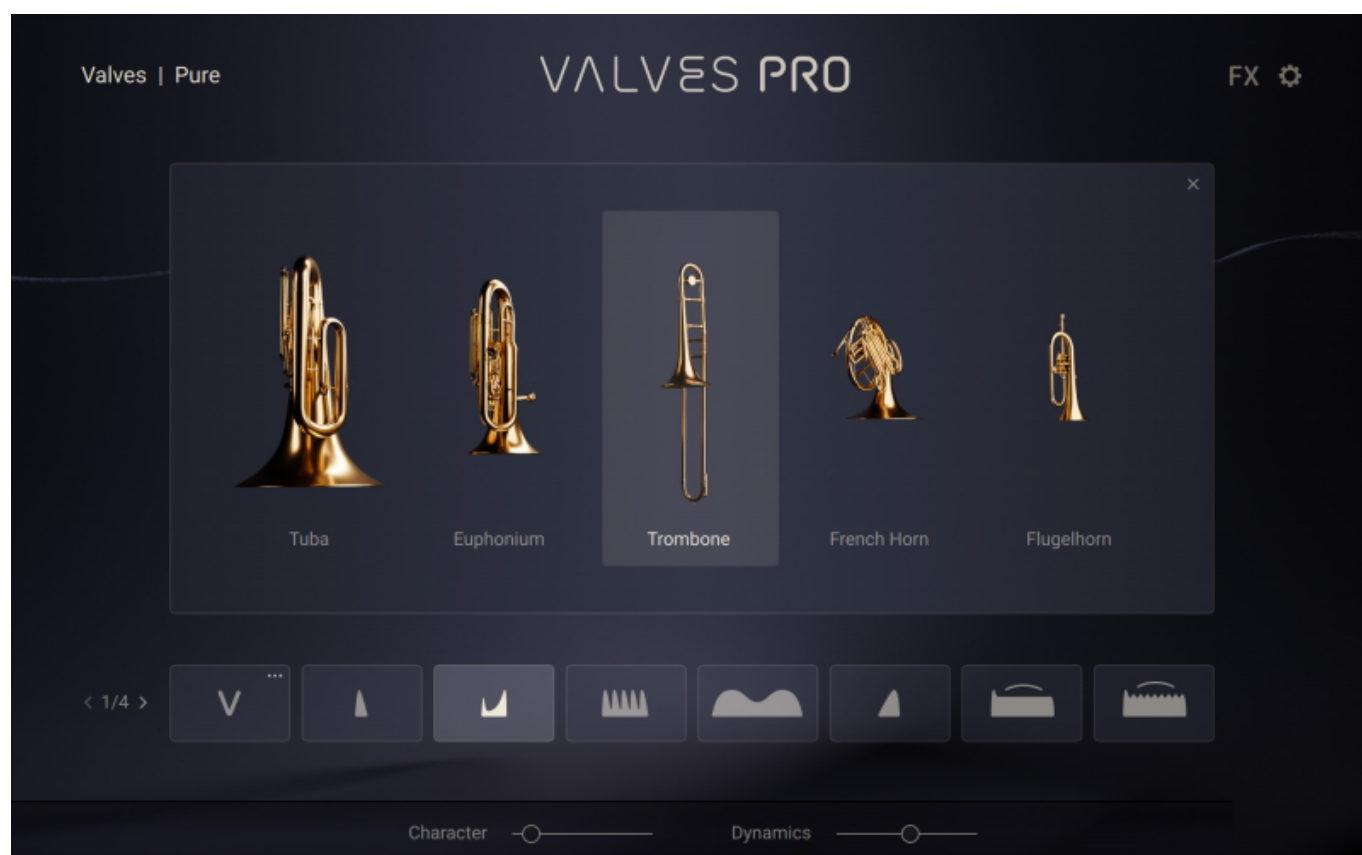 Valves | Pure
VALVES PRO
FX
Tuba
Euphonium
Trombone
French Horn
Flugelhorn
< 1/4 >
V
Character
Dynamics